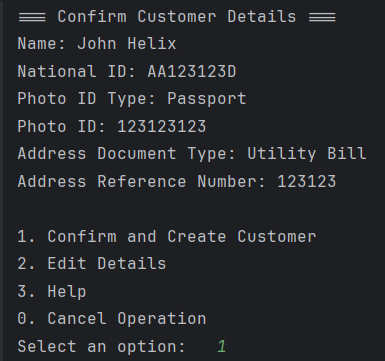 === Confirm Customer Details ===
Name: John Helix
National ID: AA123123D
Photo ID Type: Passport
Photo ID: 123123123
Address Document Type: Utility Bill
Address Reference Number: 123123
1. Confirm and Create Customer
2. Edit Details
3. Help
0. Cancel Operation
Select an option: 1